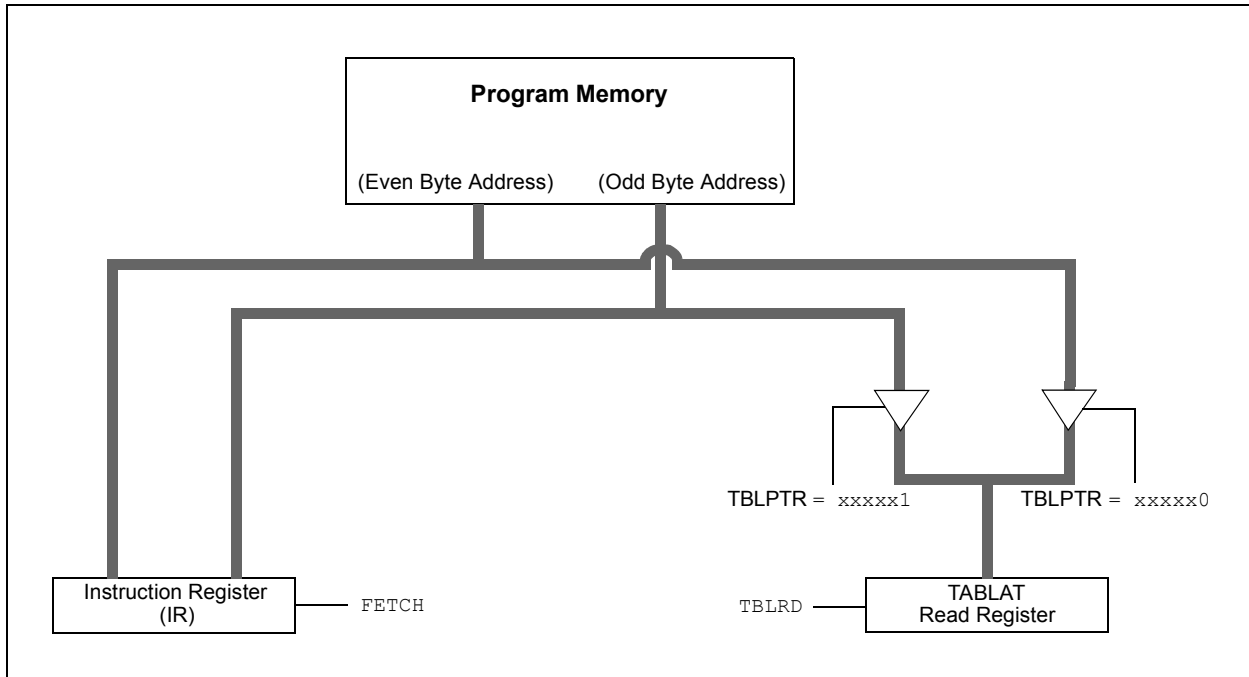 Program Memory
(Even Byte Address) (Odd Byte Address)
TBLPTR = xxxxx1 TBLPTR = xxxxx0
Instruction Register
(IR)
FETCH
TBLRD
TABLAT
Read Register